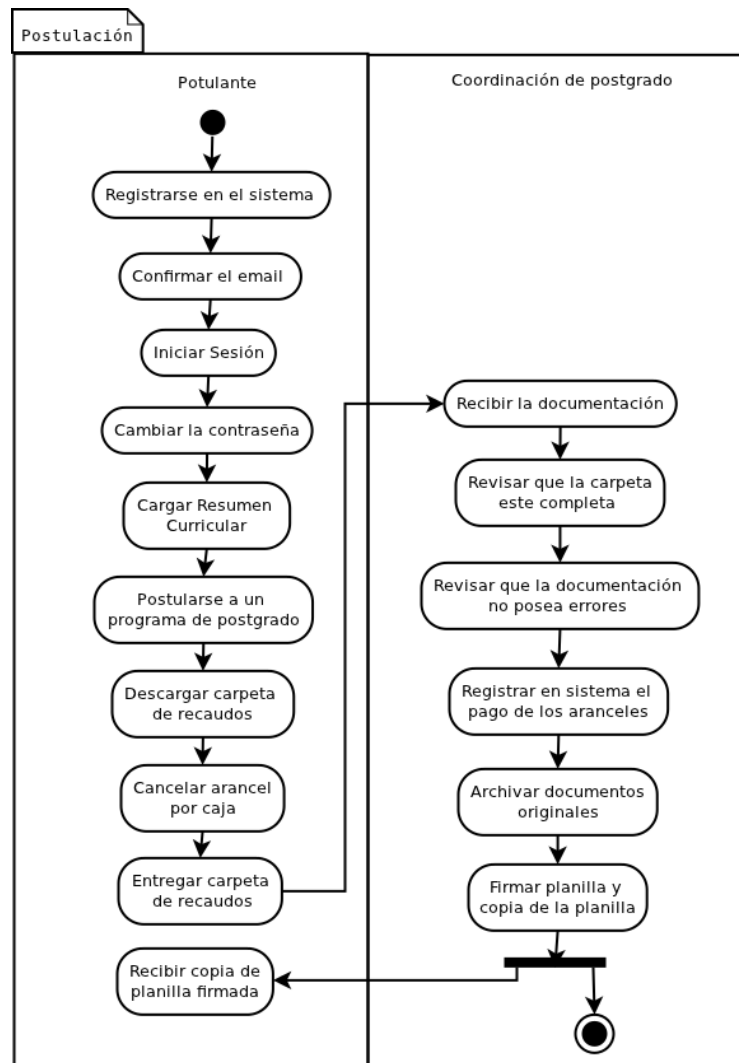 Postulación
Potulante
Registrarse en el sistema
Confirmar el email
Iniciar Sesión
Cambiar la contraseña
Cargar Resumen
Curricular
Postularse a un
programa de postgrado
Descargar carpeta
de recaudos
Cancelar arancel
por caja
Entregar carpeta
de recaudos
Recibir copia de
planilla firmada
Coordinación de postgrado
Recibir la documentación
Revisar que la carpeta
este completa
Revisar que la documentación
no posea errores
Registrar en sistema el
pago de los aranceles
Archivar documentos
originales
Firmar planilla y
copia de la planilla